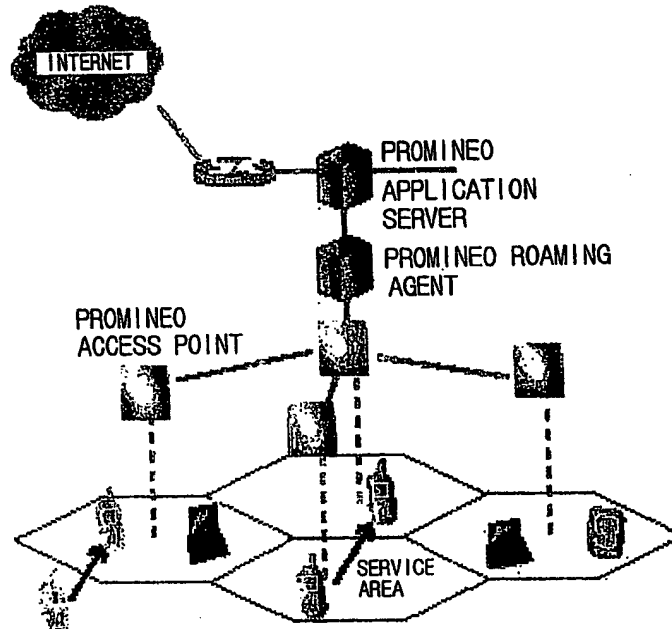 INTERNET
PROMINEO
APPLICATION
SERVER
PROMINEO ROAMING
AGENT
PROMINEO
ACCESS POINT
SERVICE
AREA